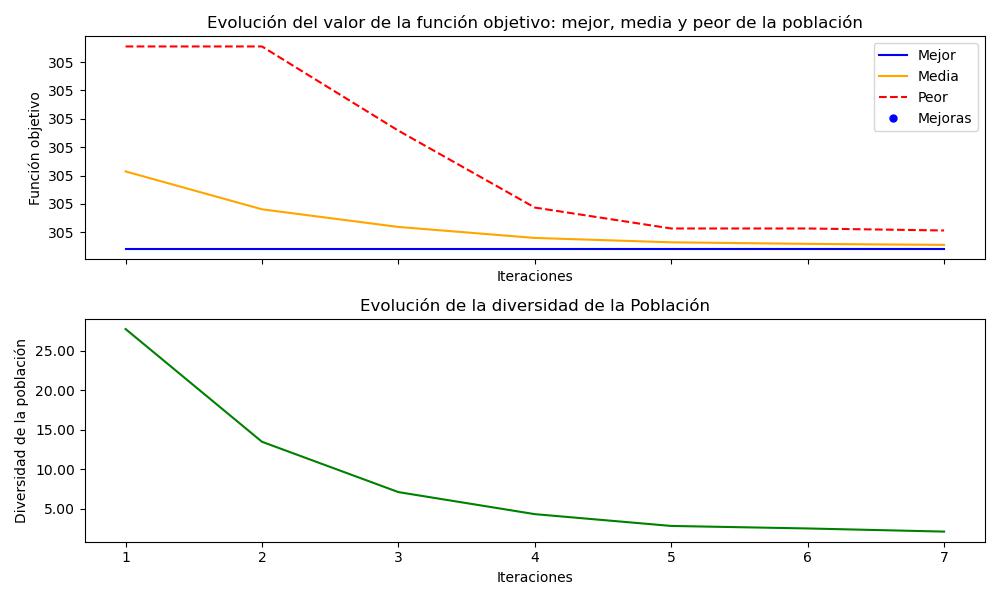 Evolución del valor de la función objetivo: mejor, media y peor de la población
Función objetivo
305
305
305
305
305
305
305
Mejor
Media
Peor
Mejoras
Iteraciones
Evolución de la diversidad de la Población
Diversidad de la población
25.00
20.00
15.00
10.00
5.00
1 2 3 4 5 6 7
Iteraciones